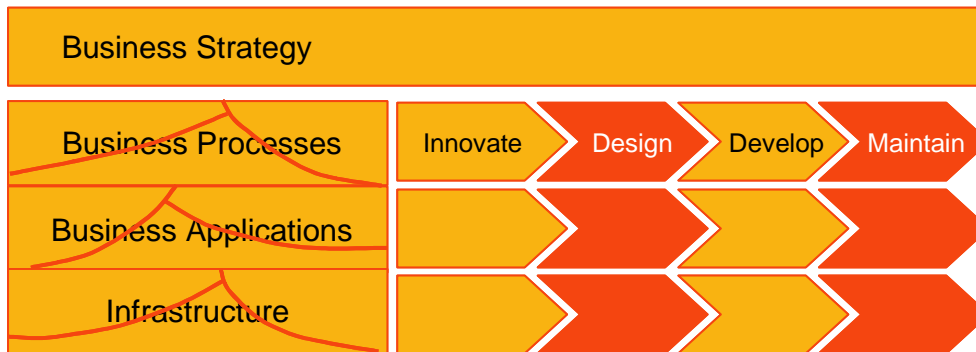 Business Strategy
Business Processes
Innovate
Design
Develop
Maintain
Business Applications
Infrastructure